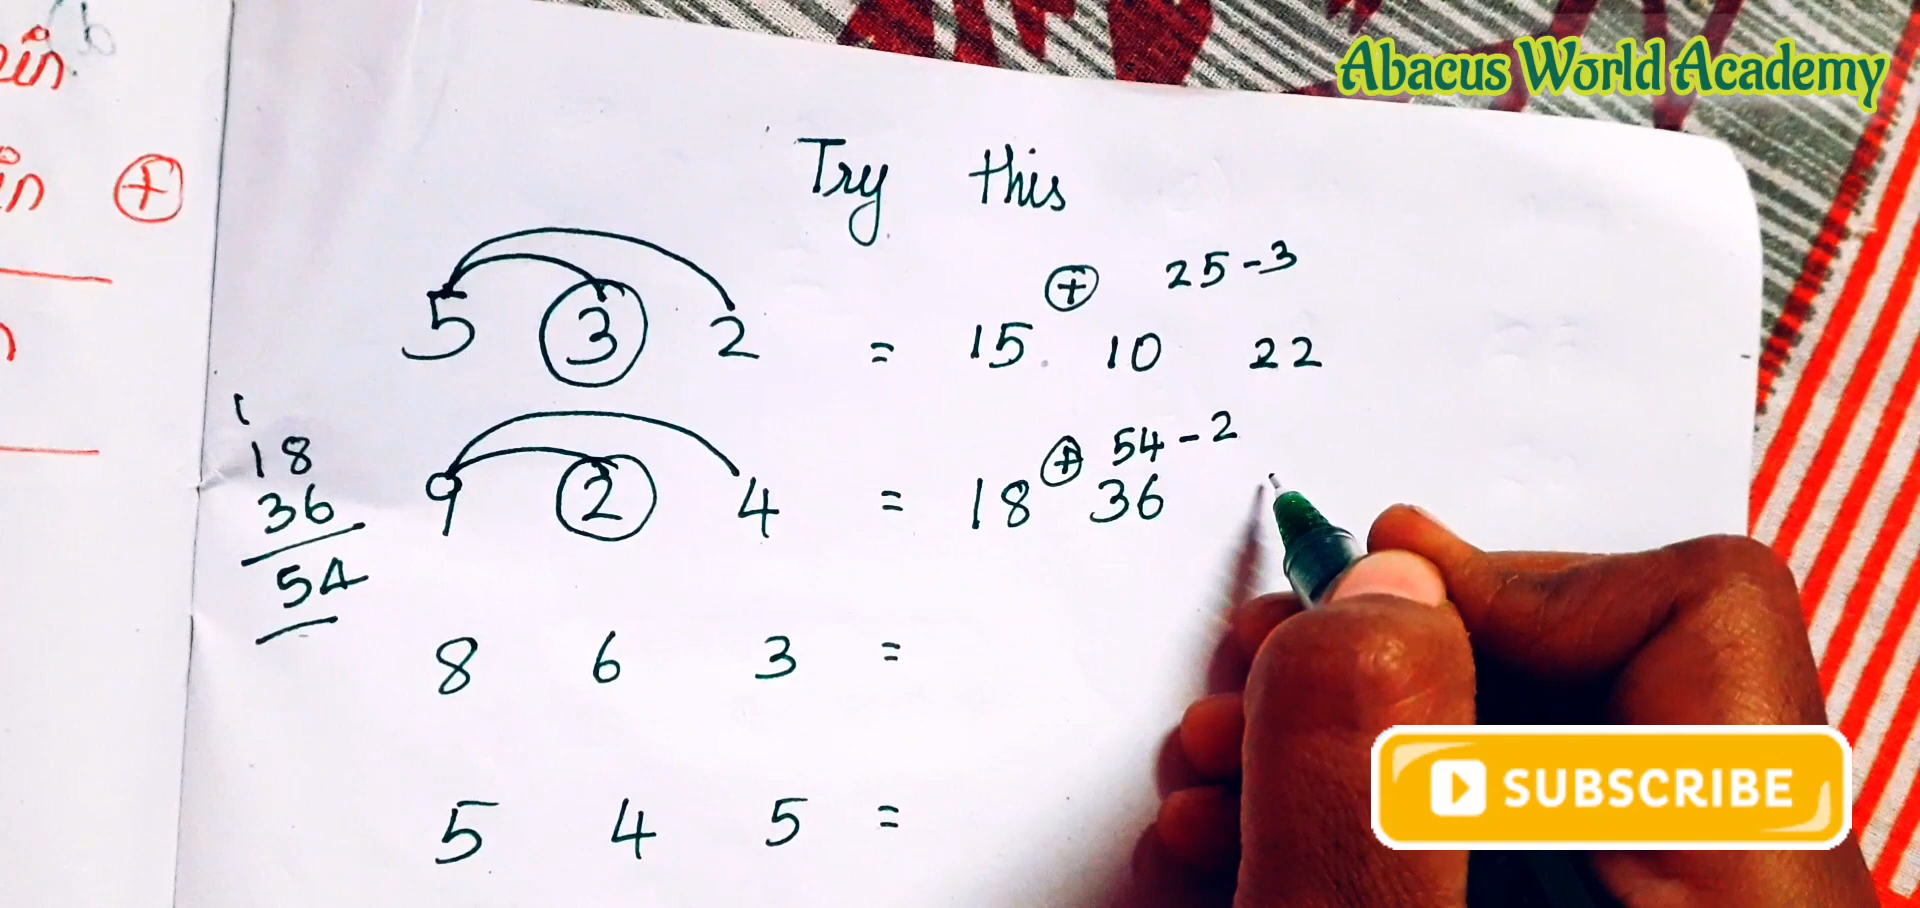 Abacus World Academy
Try this
⊕ 25-3
5 3 2 = 15 10 22
1
18
36
54
⊕ 54-2
9 2 4 = 18 36
8 6 3 =
5 4 5 =
SUBSCRIBE